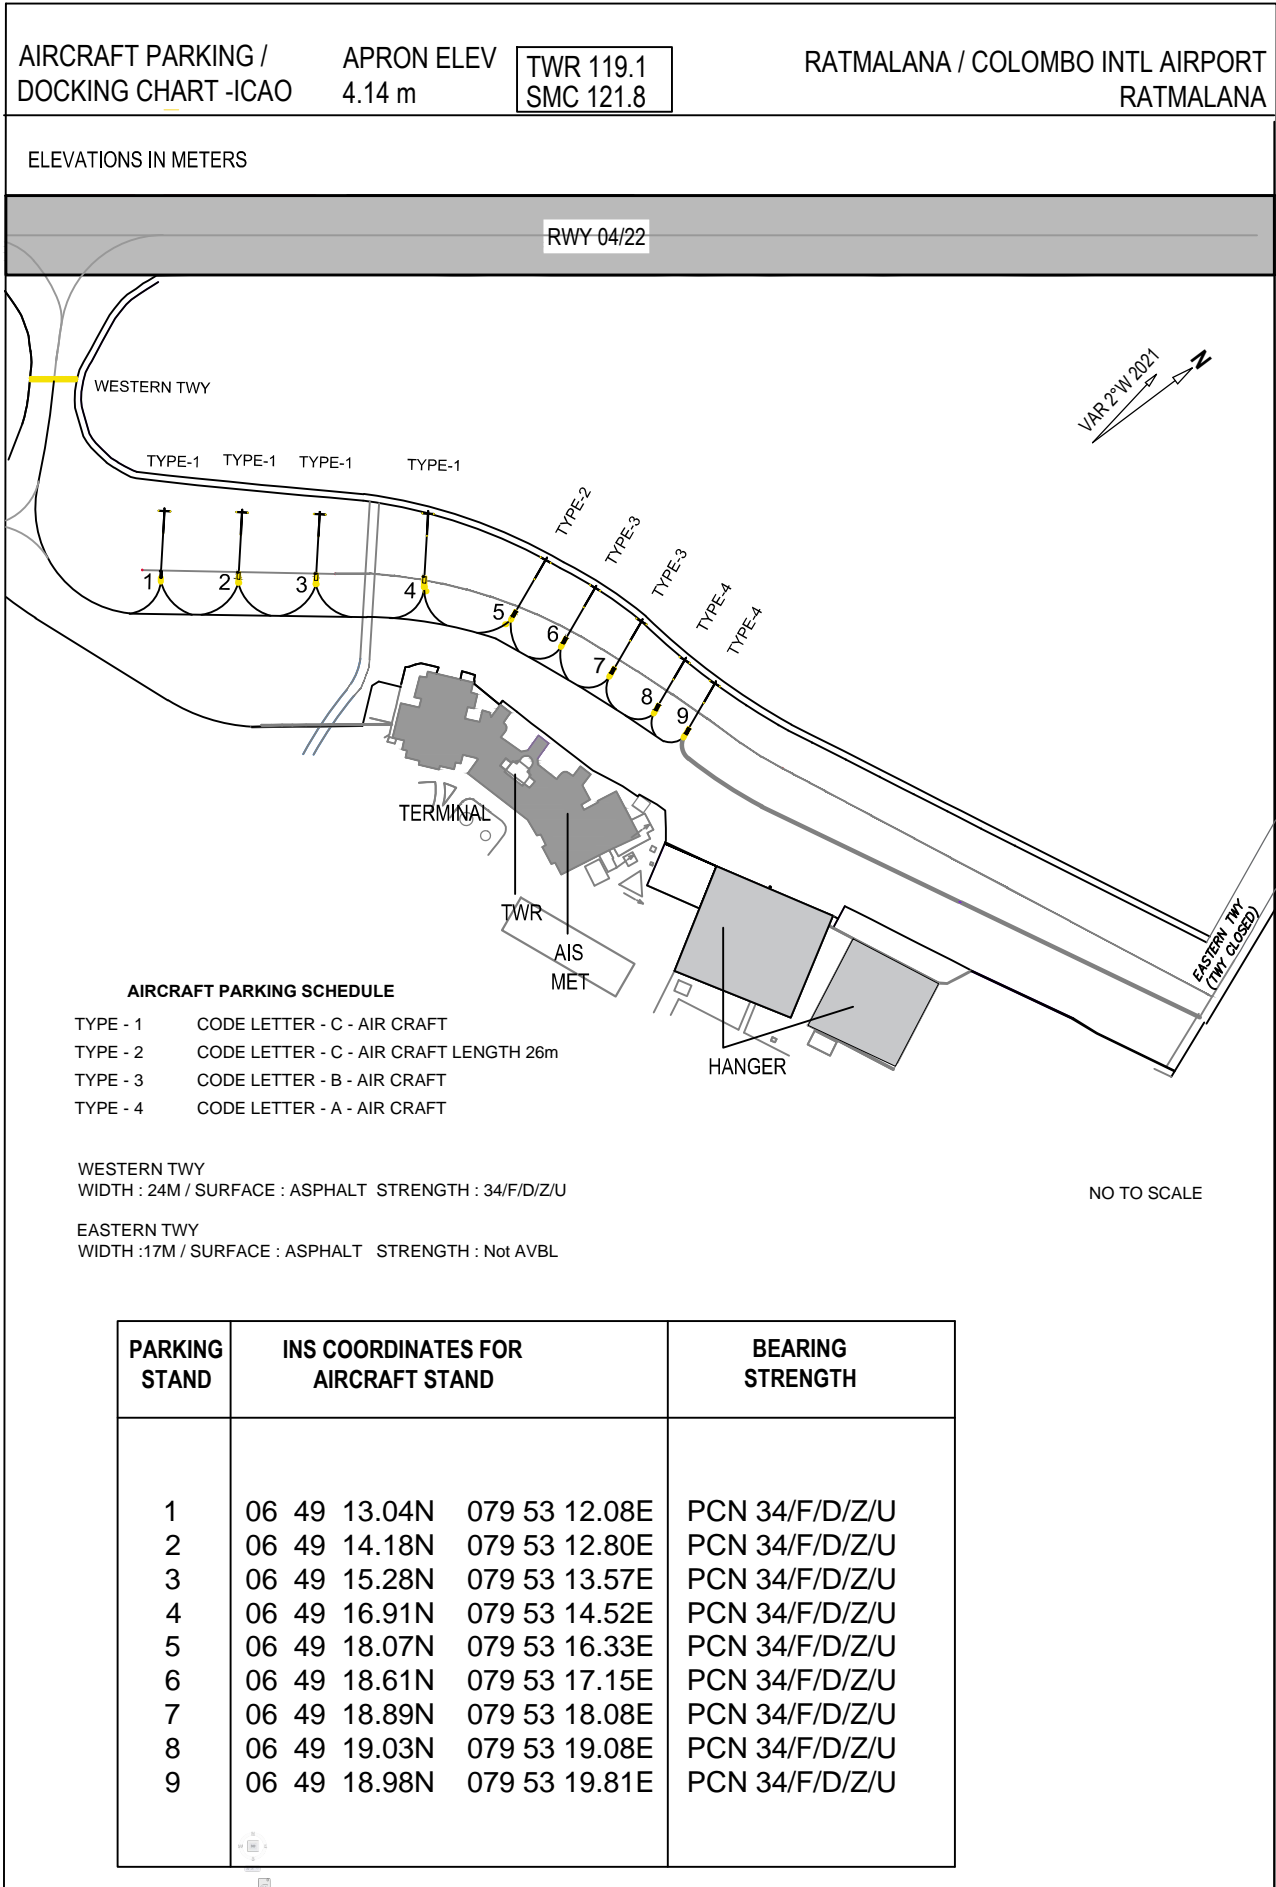 AIRCRAFT PARKING /
DOCKING CHART -ICAO
APRON ELEV
4.14 m
TWR 119.1
SMC 121.8
RATMALANA / COLOMBO INTL AIRPORT
RATMALANA
ELEVATIONS IN METERS
RWY 04/22
WESTERN TWY
VAR 2°W 2021
N
TYPE-1 TYPE-1 TYPE-1 TYPE-1
TYPE-2
TYPE-3
TYPE-3
TYPE-4
TYPE-4
1
2
3
4
5
6
7
8
9
TERMINAL
TWR
AIS
MET
HANGER
EASTERN TWY
(TWY CLOSED)
AIRCRAFT PARKING SCHEDULE
TYPE - 1 CODE LETTER - C - AIR CRAFT
TYPE - 2 CODE LETTER - C - AIR CRAFT LENGTH 26m
TYPE - 3 CODE LETTER - B - AIR CRAFT
TYPE - 4 CODE LETTER - A - AIR CRAFT
WESTERN TWY
WIDTH : 24M / SURFACE : ASPHALT STRENGTH : 34/F/D/Z/U
NO TO SCALE
EASTERN TWY
WIDTH :17M / SURFACE : ASPHALT STRENGTH : Not AVBL
PARKING
STAND
INS COORDINATES FOR
AIRCRAFT STAND
BEARING
STRENGTH
1 06 49 13.04N 079 53 12.08E PCN 34/F/D/Z/U
2 06 49 14.18N 079 53 12.80E PCN 34/F/D/Z/U
3 06 49 15.28N 079 53 13.57E PCN 34/F/D/Z/U
4 06 49 16.91N 079 53 14.52E PCN 34/F/D/Z/U
5 06 49 18.07N 079 53 16.33E PCN 34/F/D/Z/U
6 06 49 18.61N 079 53 17.15E PCN 34/F/D/Z/U
7 06 49 18.89N 079 53 18.08E PCN 34/F/D/Z/U
8 06 49 19.03N 079 53 19.08E PCN 34/F/D/Z/U
9 06 49 18.98N 079 53 19.81E PCN 34/F/D/Z/U